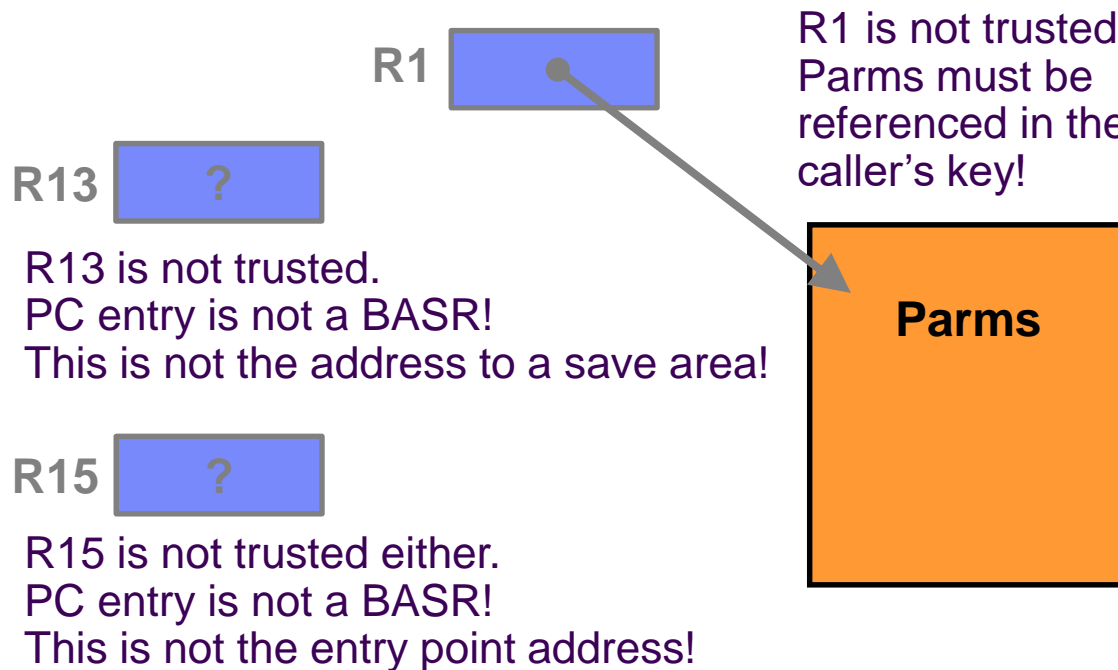 R1
R1 is not trusted
Parms must be
referenced in the
caller’s key!
R13
?
R13 is not trusted.
PC entry is not a BASR!
This is not the address to a save area!
Parms
R15
?
R15 is not trusted either.
PC entry is not a BASR!
This is not the entry point address!